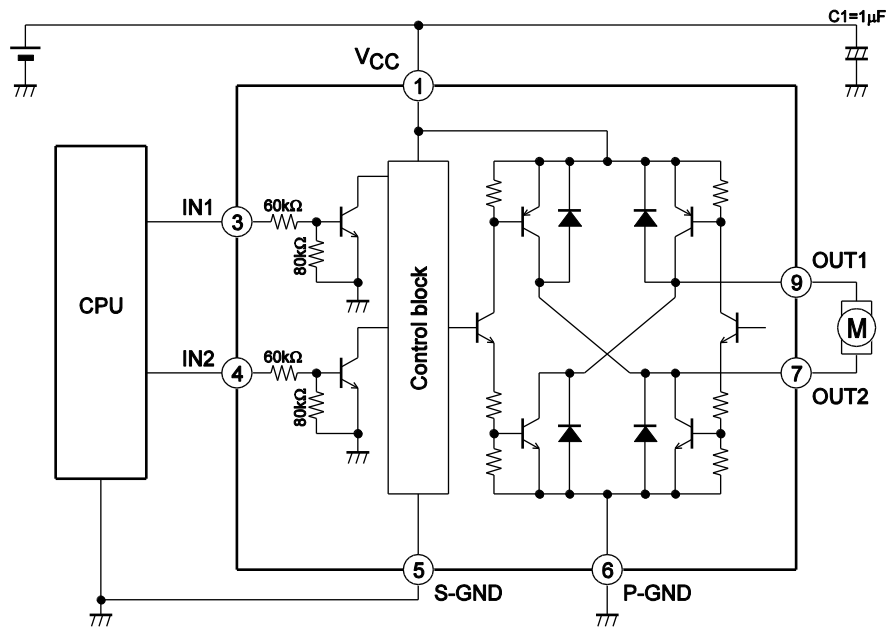 C1=1μF
VCC
1
CPU
IN1
3
60kΩ
80kΩ
IN2
4
60kΩ
80kΩ
Control block
9
OUT1
M
7
OUT2
5
S-GND
6
P-GND